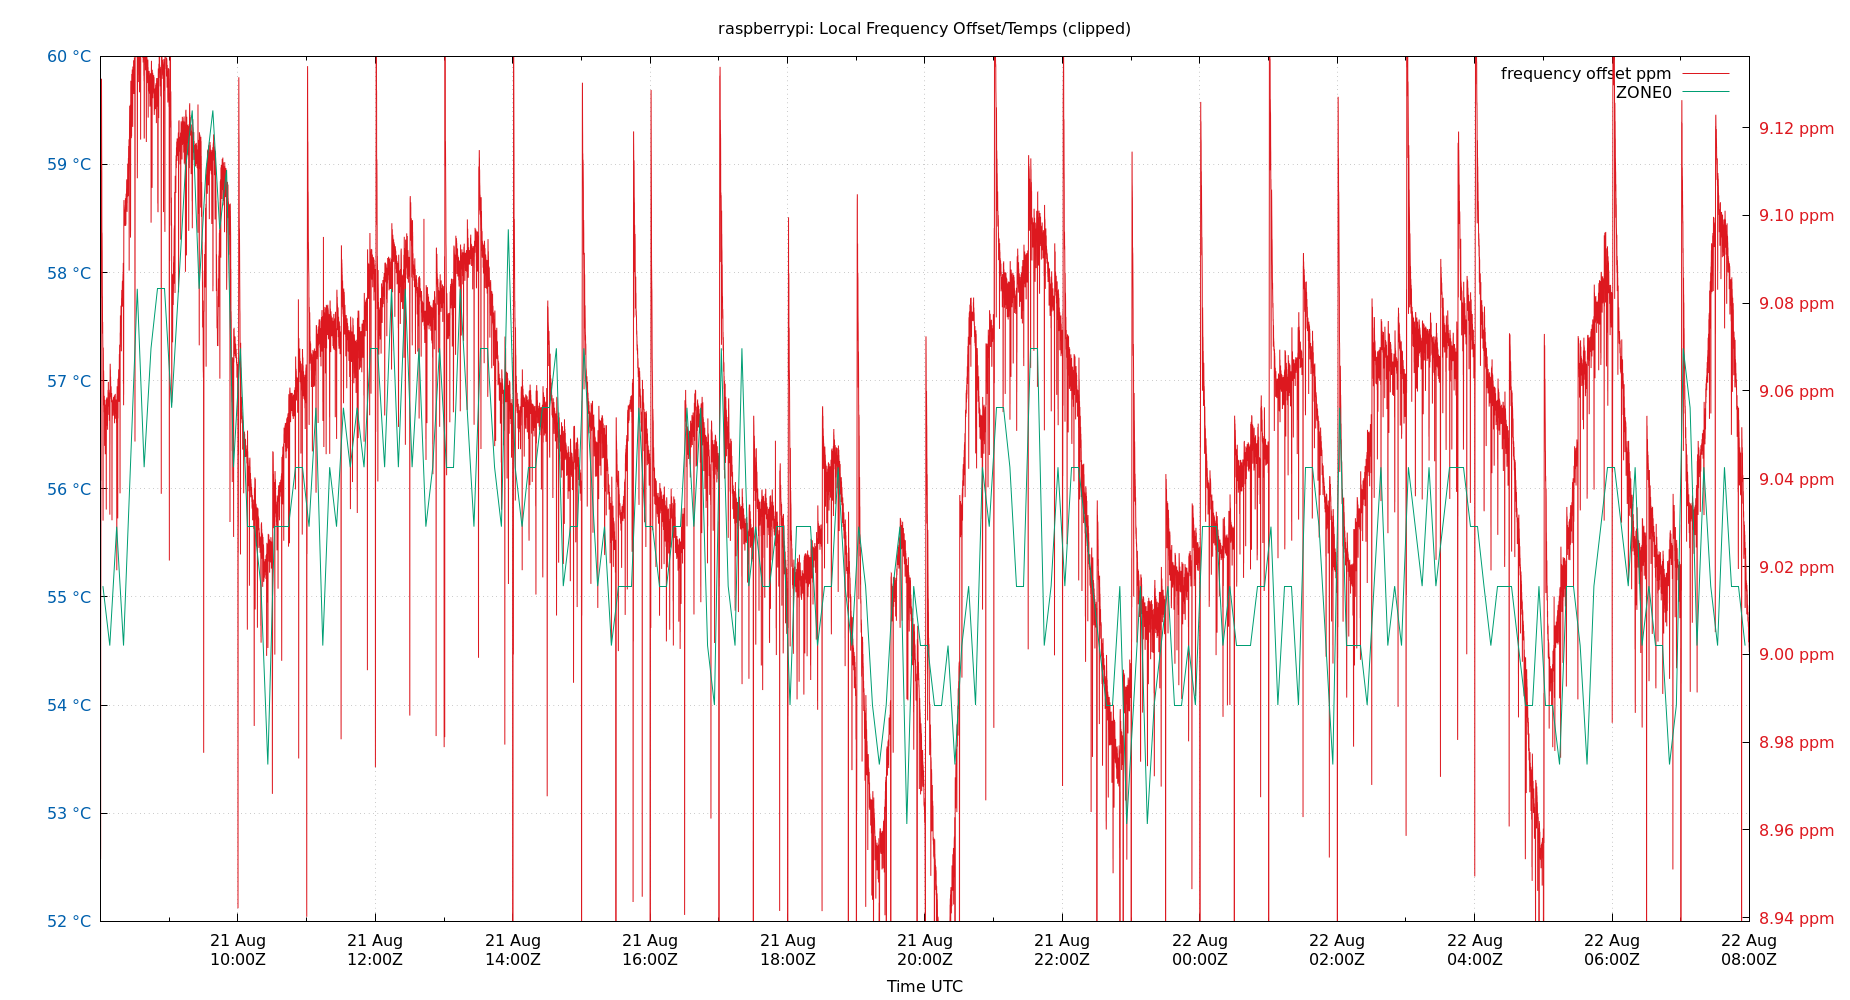 raspberrypi: Local Frequency Offset/Temps (clipped)
frequency offset ppm
ZONE0
60 °C
59 °C
58 °C
57 °C
56 °C
55 °C
54 °C
53 °C
52 °C
9.12 ppm
9.10 ppm
9.08 ppm
9.06 ppm
9.04 ppm
9.02 ppm
9.00 ppm
8.98 ppm
8.96 ppm
8.94 ppm
21 Aug 21 Aug 21 Aug 21 Aug 21 Aug 21 Aug 21 Aug 22 Aug 22 Aug 22 Aug 22 Aug 22 Aug
10:00Z 12:00Z 14:00Z 16:00Z 18:00Z 20:00Z 22:00Z 00:00Z 02:00Z 04:00Z 06:00Z 08:00Z
Time UTC